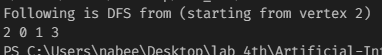 Following is DFS from (starting from vertex 2)
2 0 1 3
PS C:\Users\nabee\Desktop\lab 4th\Artificial-In